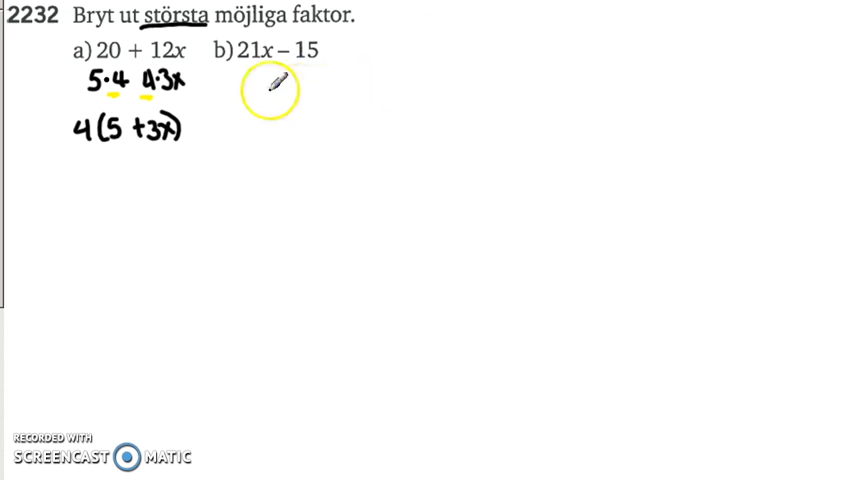 2232 Bryt ut största möjliga faktor.
a) 20 + 12x b) 21x – 15
5·4 4·3x
4(5 +3x)
RECORDED WITH
SCREENCAST MATIC